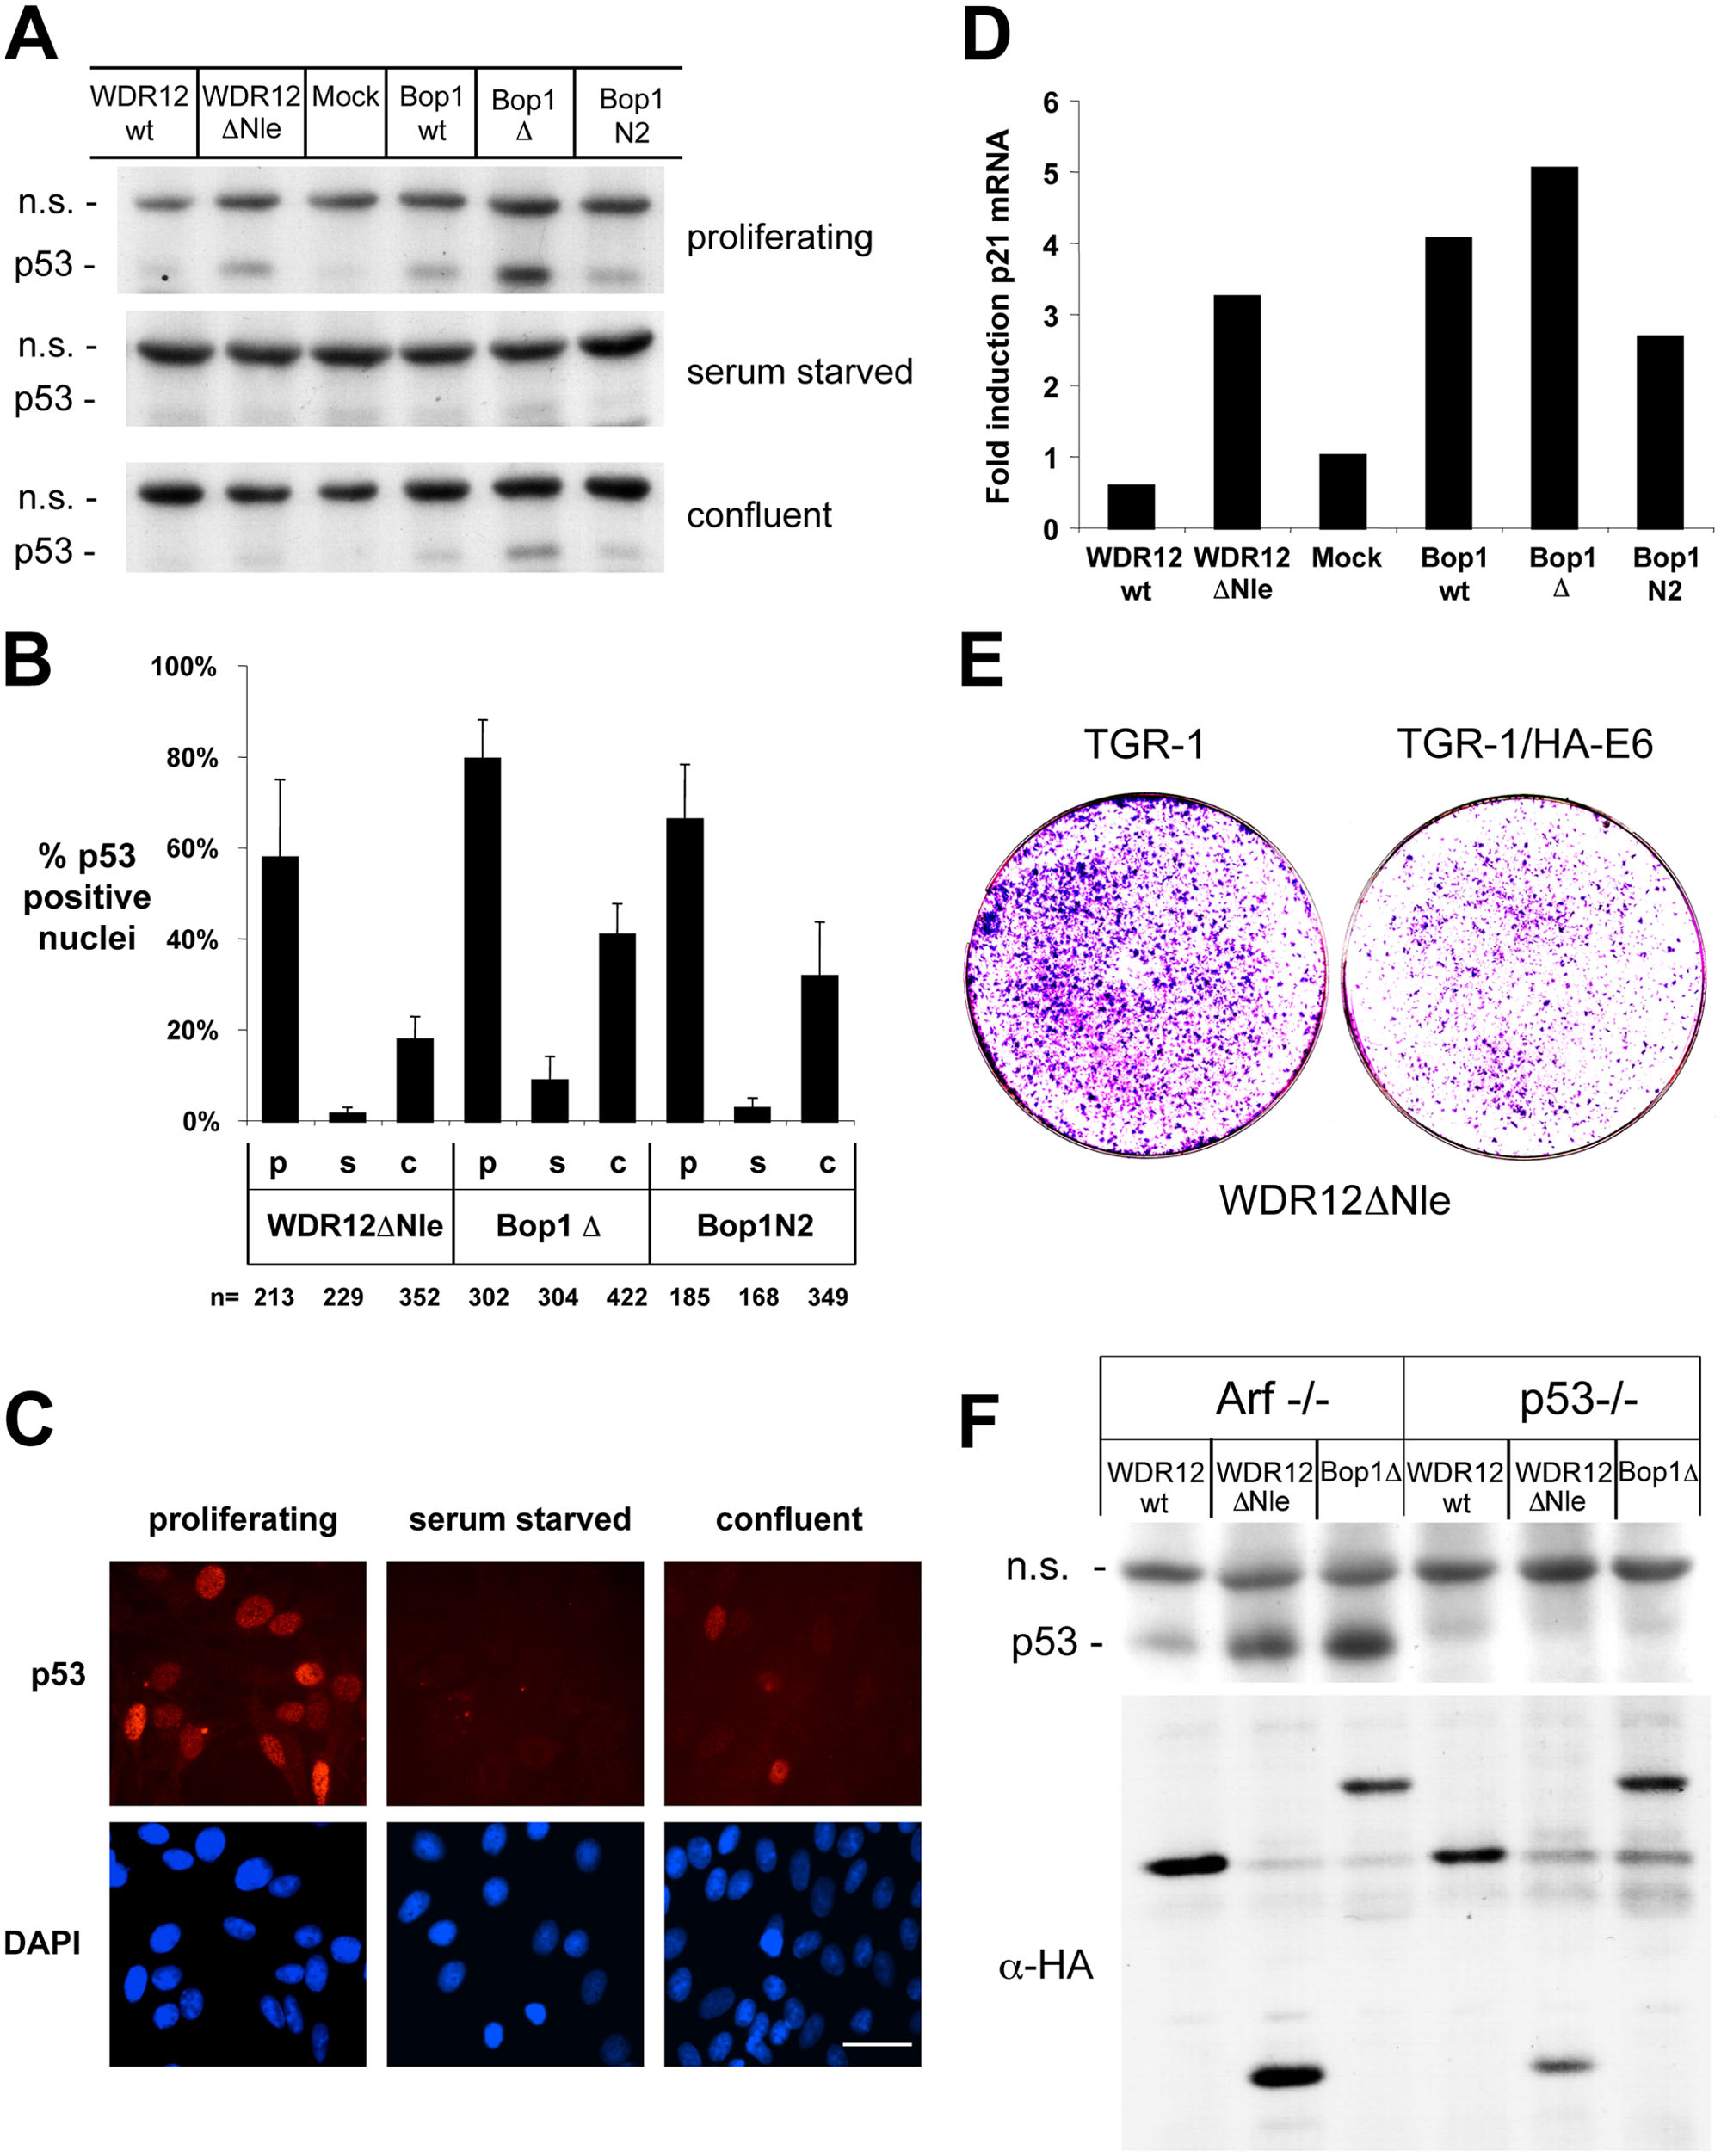 A
WDR12 WDR12 Mock Bop1 Bop1 Bop1
wt ΔNle wt Δ N2
n.s. -
p53 -
proliferating
n.s. -
p53 -
serum starved
n.s. -
p53 -
confluent
B
100%
80%
60%
40%
20%
0%
% p53
positive
nuclei
p s c p s c p s c
WDR12ΔNle Bop1 Δ Bop1N2
n= 213 229 352 302 304 422 185 168 349
C
proliferating serum starved confluent
p53
DAPI
D
Fold induction p21 mRNA
6
5
4
3
2
1
0
WDR12 WDR12 Mock Bop1 Bop1 Bop1
wt ΔNle wt Δ N2
E
TGR-1 TGR-1/HA-E6
WDR12ΔNle
F
Arf -/- p53-/-
WDR12 WDR12 Bop1Δ WDR12 WDR12 Bop1Δ
wt ΔNle wt ΔNle
n.s. -
p53 -
α-HA